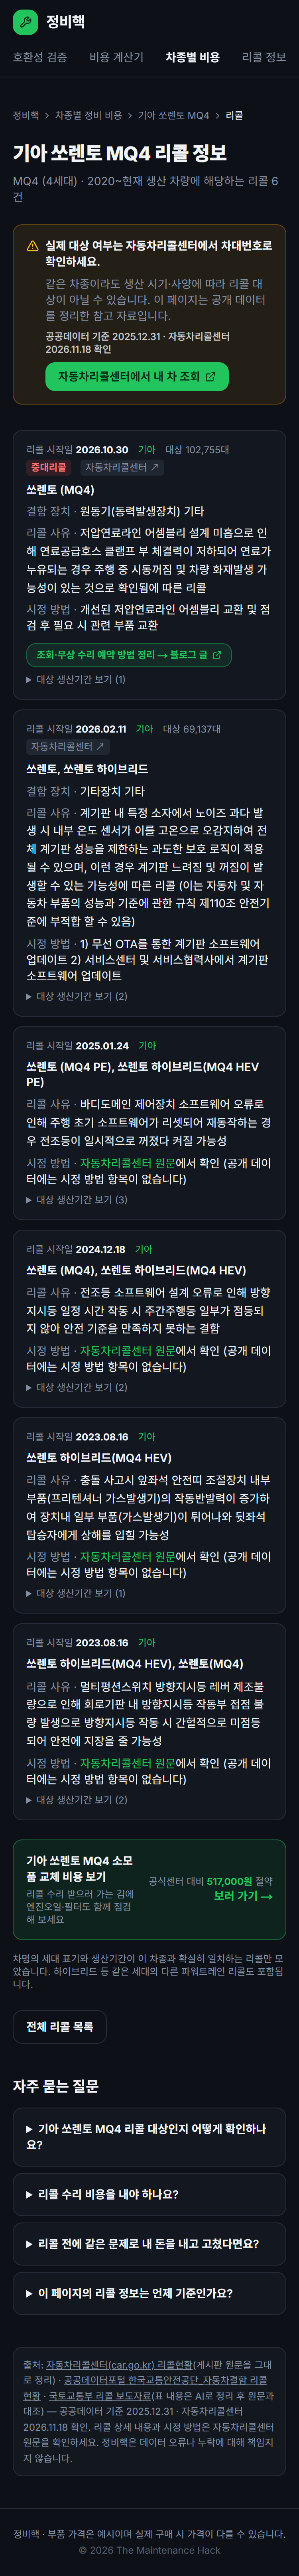 정비핵
호환성 검증 비용 계산기 차종별 비용 리콜 정보
정비핵 > 차종별 정비 비용 > 기아 쏘렌토 MQ4 > 리콜
기아 쏘렌토 MQ4 리콜 정보
MQ4 (4세대) · 2020~현재 생산 차량에 해당하는 리콜 6
건
실제 대상 여부는 자동차리콜센터에서 차대번호로
확인하세요.
같은 차종이라도 생산 시기·사양에 따라 리콜 대
상이 아닐 수 있습니다. 이 페이지는 공개 데이터
를 정리한 참고 자료입니다.
공공데이터 기준 2025.12.31 · 자동차리콜센터
2026.11.18 확인
자동차리콜센터에서 내 차 조회
리콜 시작일 2026.10.30 기아 대상 102,755대
중대리콜 자동차리콜센터 ↗
쏘렌토 (MQ4)
결함 장치 · 원동기(동력발생장치) 기타
리콜 사유 · 저압연료라인 어셈블리 설계 미흡으로 인
해 연료공급호스 클램프 부 체결력이 저하되어 연료가
누유되는 경우 주행 중 시동꺼짐 및 차량 화재발생 가
능성이 있는 것으로 확인됨에 따른 리콜
시정 방법 · 개선된 저압연료라인 어셈블리 교환 및 점
검 후 필요 시 관련 부품 교환
조회·무상 수리 예약 방법 정리 → 블로그 글
▶ 대상 생산기간 보기 (1)
리콜 시작일 2026.02.11 기아 대상 69,137대
자동차리콜센터 ↗
쏘렌토, 쏘렌토 하이브리드
결함 장치 · 기타장치 기타
리콜 사유 · 계기판 내 특정 소자에서 노이즈 과다 발
생 시 내부 온도 센서가 이를 고온으로 오감지하여 전
체 계기판 성능을 제한하는 과도한 보호 로직이 적용
될 수 있으며, 이런 경우 계기판 느려짐 및 꺼짐이 발
생할 수 있는 가능성에 따른 리콜 (이는 자동차 및 자
동차 부품의 성능과 기준에 관한 규칙 제110조 안전기
준에 부적합 할 수 있음)
시정 방법 · 1) 무선 OTA를 통한 계기판 소프트웨어
업데이트 2) 서비스센터 및 서비스협력사에서 계기판
소프트웨어 업데이트
▶ 대상 생산기간 보기 (2)
리콜 시작일 2025.01.24 기아
쏘렌토 (MQ4 PE), 쏘렌토 하이브리드(MQ4 HEV
PE)
리콜 사유 · 바디도메인 제어장치 소프트웨어 오류로
인해 주행 초기 소프트웨어가 리셋되어 재동작하는 경
우 전조등이 일시적으로 꺼졌다 켜질 가능성
시정 방법 · 자동차리콜센터 원문에서 확인 (공개 데이
터에는 시정 방법 항목이 없습니다)
▶ 대상 생산기간 보기 (3)
리콜 시작일 2024.12.18 기아
쏘렌토 (MQ4), 쏘렌토 하이브리드(MQ4 HEV)
리콜 사유 · 전조등 소프트웨어 설계 오류로 인해 방향
지시등 일정 시간 작동 시 주간주행등 일부가 점등되
지 않아 안전 기준을 만족하지 못하는 결함
시정 방법 · 자동차리콜센터 원문에서 확인 (공개 데이
터에는 시정 방법 항목이 없습니다)
▶ 대상 생산기간 보기 (2)
리콜 시작일 2023.08.16 기아
쏘렌토 하이브리드(MQ4 HEV)
리콜 사유 · 충돌 사고시 앞좌석 안전띠 조절장치 내부
부품(프리텐셔너 가스발생기)의 작동반발력이 증가하
여 장치내 일부 부품(가스발생기)이 튀어나와 뒷좌석
탑승자에게 상해를 입힐 가능성
시정 방법 · 자동차리콜센터 원문에서 확인 (공개 데이
터에는 시정 방법 항목이 없습니다)
▶ 대상 생산기간 보기 (1)
리콜 시작일 2023.08.16 기아
쏘렌토 하이브리드(MQ4 HEV), 쏘렌토(MQ4)
리콜 사유 · 멀티펑션스위치 방향지시등 레버 제조불
량으로 인해 회로기판 내 방향지시등 작동부 접점 불
량 발생으로 방향지시등 작동 시 간헐적으로 미점등
되어 안전에 지장을 줄 가능성
시정 방법 · 자동차리콜센터 원문에서 확인 (공개 데이
터에는 시정 방법 항목이 없습니다)
▶ 대상 생산기간 보기 (2)
기아 쏘렌토 MQ4 소모
품 교체 비용 보기
리콜 수리 받으러 가는 김에
엔진오일·필터도 함께 점검
해 보세요
공식센터 대비 517,000원 절약
보러 가기 →
차명의 세대 표기와 생산기간이 이 차종과 확실히 일치하는 리콜만 모
았습니다. 하이브리드 등 같은 세대의 다른 파워트레인 리콜도 포함됩
니다.
전체 리콜 목록
자주 묻는 질문
▶ 기아 쏘렌토 MQ4 리콜 대상인지 어떻게 확인하나
요?
▶ 리콜 수리 비용을 내야 하나요?
▶ 리콜 전에 같은 문제로 내 돈을 내고 고쳤다면요?
▶ 이 페이지의 리콜 정보는 언제 기준인가요?
출처: 자동차리콜센터(car.go.kr) 리콜현황(게시판 원문을 그대
로 정리) · 공공데이터포털 한국교통안전공단_자동차결함 리콜
현황 · 국토교통부 리콜 보도자료(표 내용은 AI로 정리 후 원문과
대조) — 공공데이터 기준 2025.12.31 · 자동차리콜센터
2026.11.18 확인. 리콜 상세 내용과 시정 방법은 자동차리콜센터
원문을 확인하세요. 정비핵은 데이터 오류나 누락에 대해 책임지
지 않습니다.
정비핵 · 부품 가격은 예시이며 실제 구매 시 가격이 다를 수 있습니다.
© 2026 The Maintenance Hack